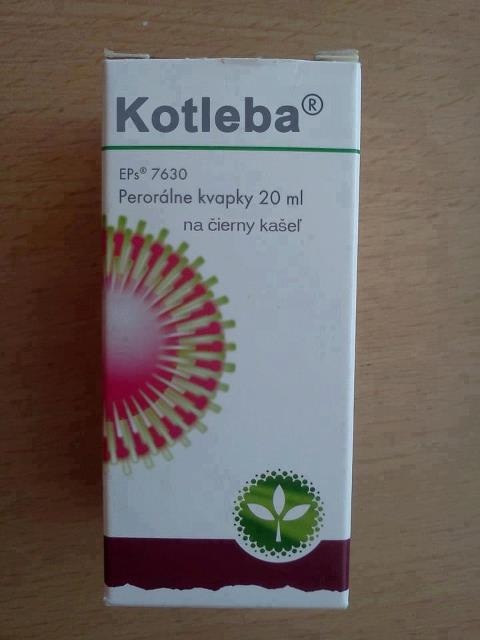 Kotleba®
EPs® 7630
Perorálne kvapky 20 ml
na čierny kašeľ